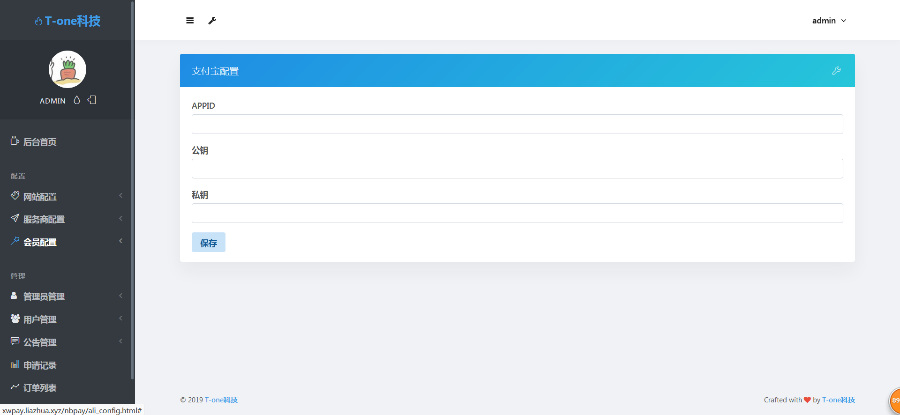 T-one科技
admin
ADMIN
后台首页
配置
网站配置
服务商配置
会员配置
管理
管理员管理
用户管理
公告管理
申请记录
订单列表
支付宝配置
APPID
公钥
私钥
保存
© 2019 T-one科技
Crafted with ❤ by T-one科技
xwpay.liazhua.xyz/nbpay/ali_config.html#